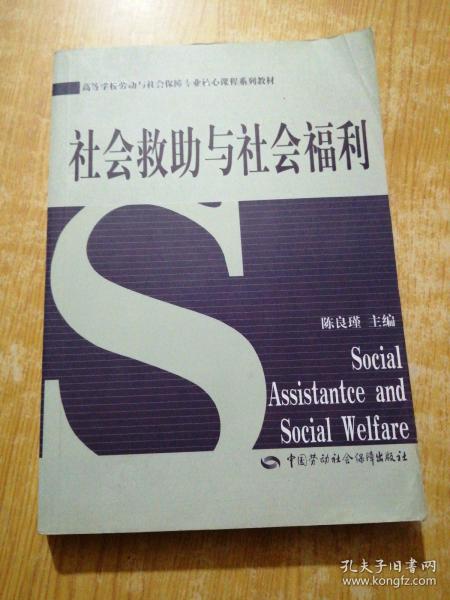 高等学校劳动与社会保障专业核心课程系列教材
社会救助与社会福利
S
陈良瑾 主编
Social
Assistantce and
Social Welfare
中国劳动社会保障出版社
孔夫子旧书网
www.kongfz.com